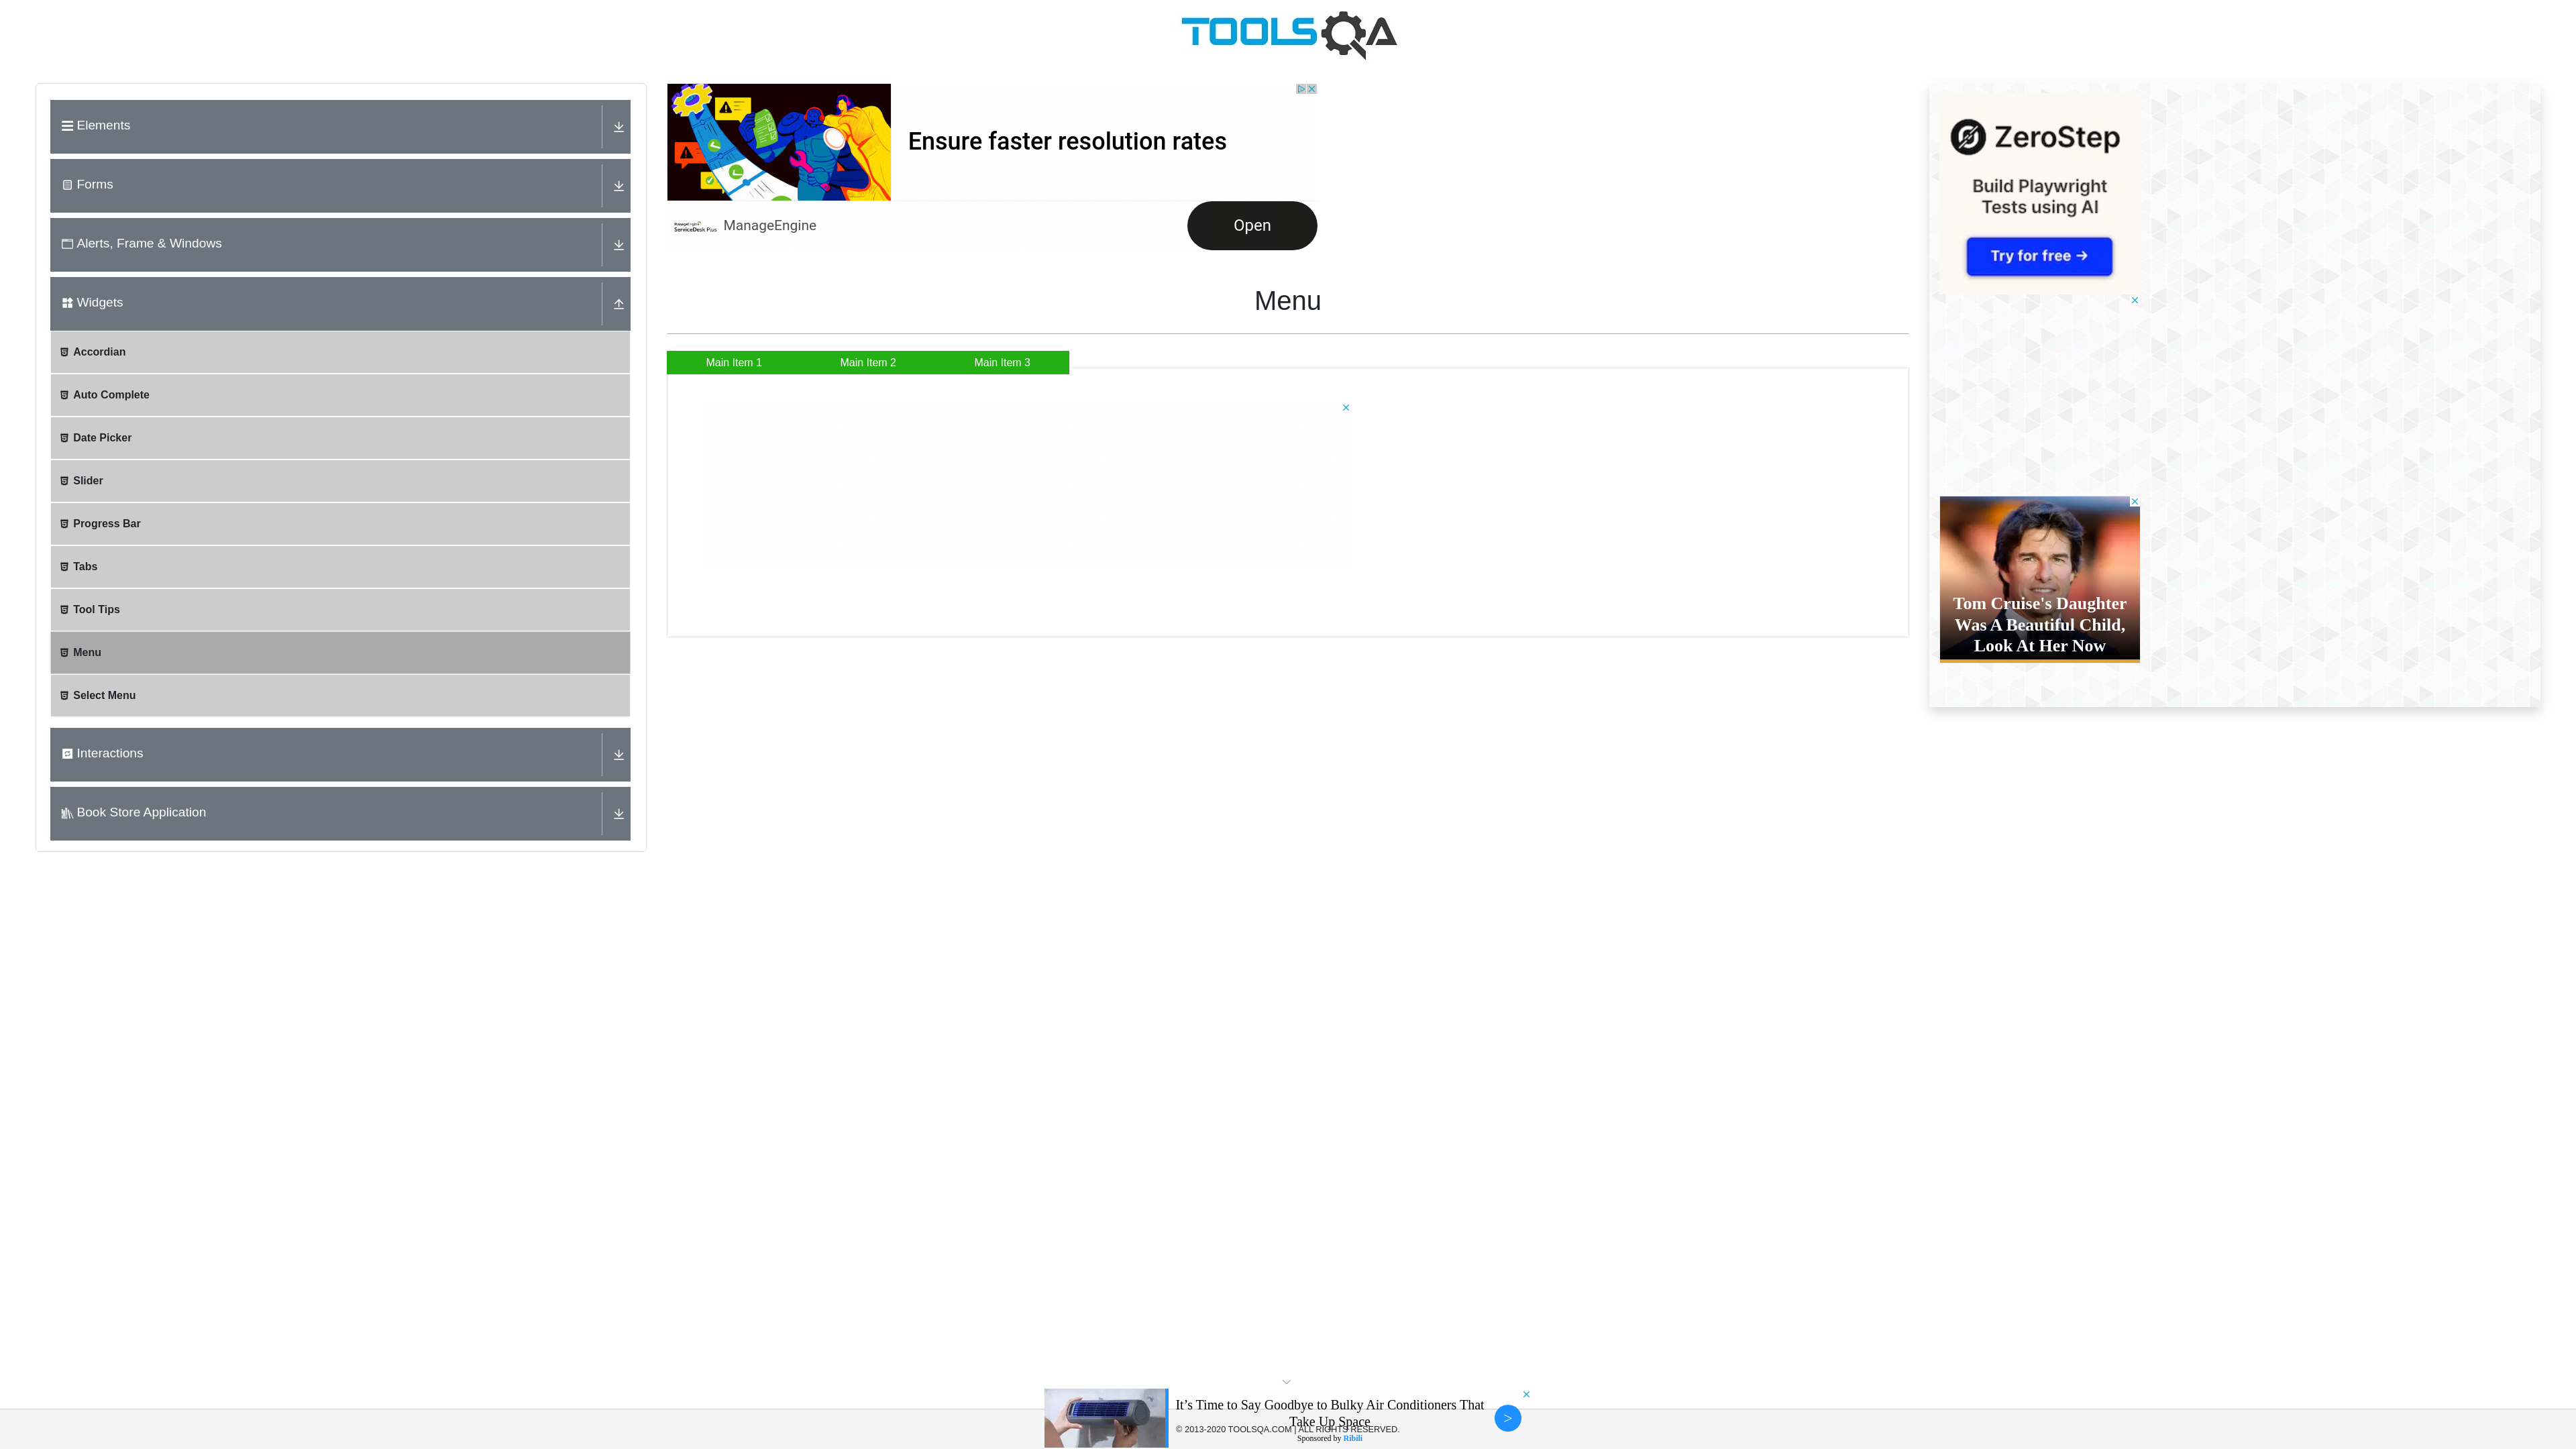 TOOLSQA
Elements
Forms
Alerts, Frame & Windows
Widgets
Accordian
Auto Complete
Date Picker
Slider
Progress Bar
Tabs
Tool Tips
Menu
Select Menu
Interactions
Book Store Application
Ensure faster resolution rates
ManageEngine
ServiceDesk Plus
ManageEngine
Open
Menu
Main Item 1
Main Item 2
Main Item 3
ZeroStep
Build Playwright
Tests using AI
Try for free →
Tom Cruise's Daughter
Was A Beautiful Child,
Look At Her Now
It's Time to Say Goodbye to Bulky Air Conditioners That
Take Up Space
© 2013-2020 TOOLSQA.COM | ALL RIGHTS RESERVED.
Sponsored by Ribili